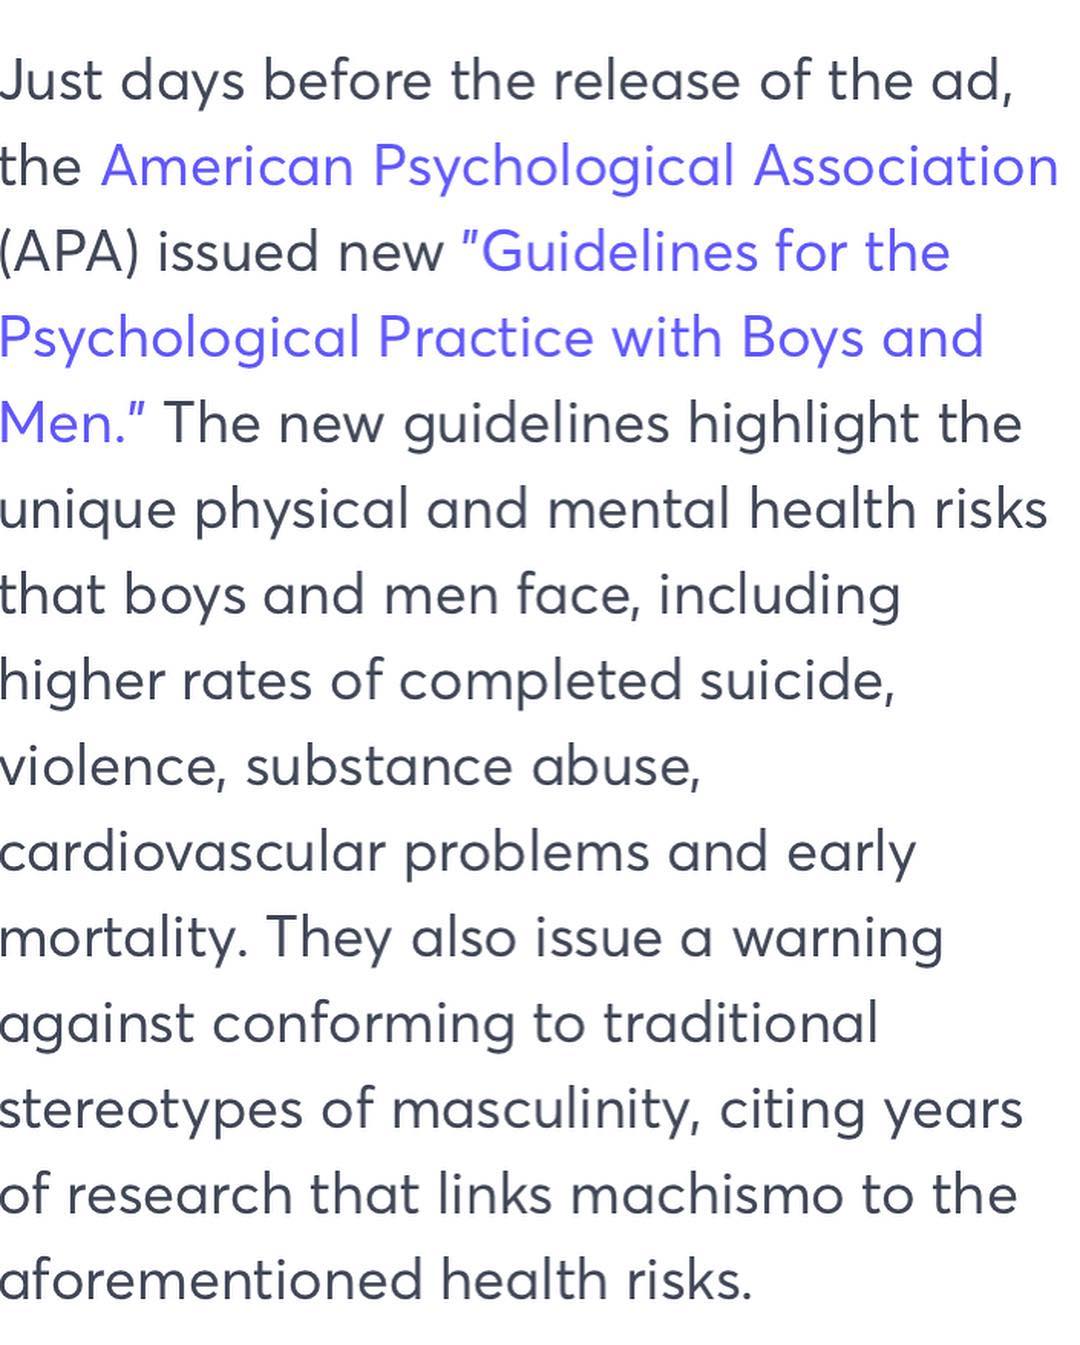 Just days before the release of the ad,
the American Psychological Association
(APA) issued new "Guidelines for the
Psychological Practice with Boys and
Men." The new guidelines highlight the
unique physical and mental health risks
that boys and men face, including
higher rates of completed suicide,
violence, substance abuse,
cardiovascular problems and early
mortality. They also issue a warning
against conforming to traditional
stereotypes of masculinity, citing years
of research that links machismo to the
aforementioned health risks.